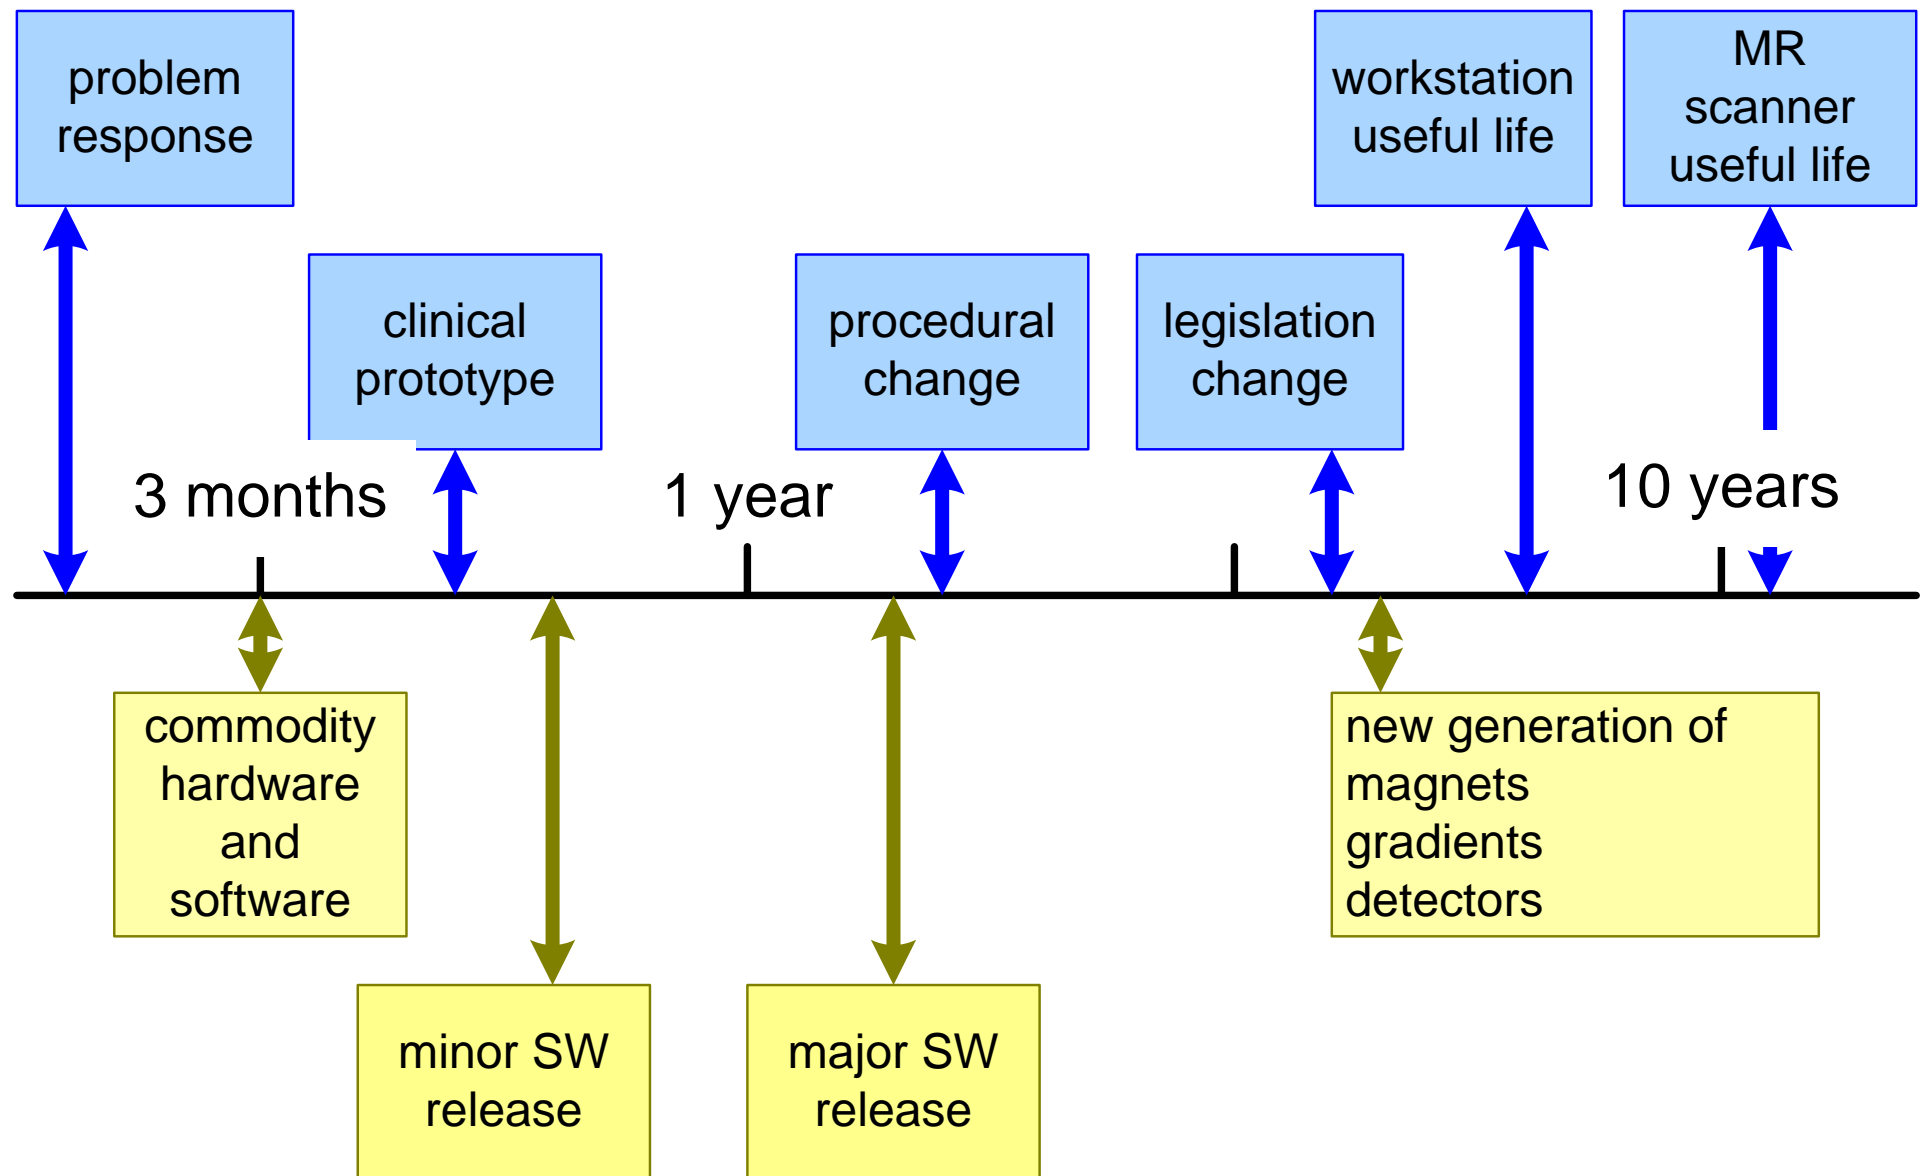 problem
response
workstation
useful life
MR
scanner
useful life
clinical
prototype
procedural
change
legislation
change
3 months
1 year
10 years
commodity
hardware
and
software
new generation of
magnets
gradients
detectors
minor SW
release
major SW
release